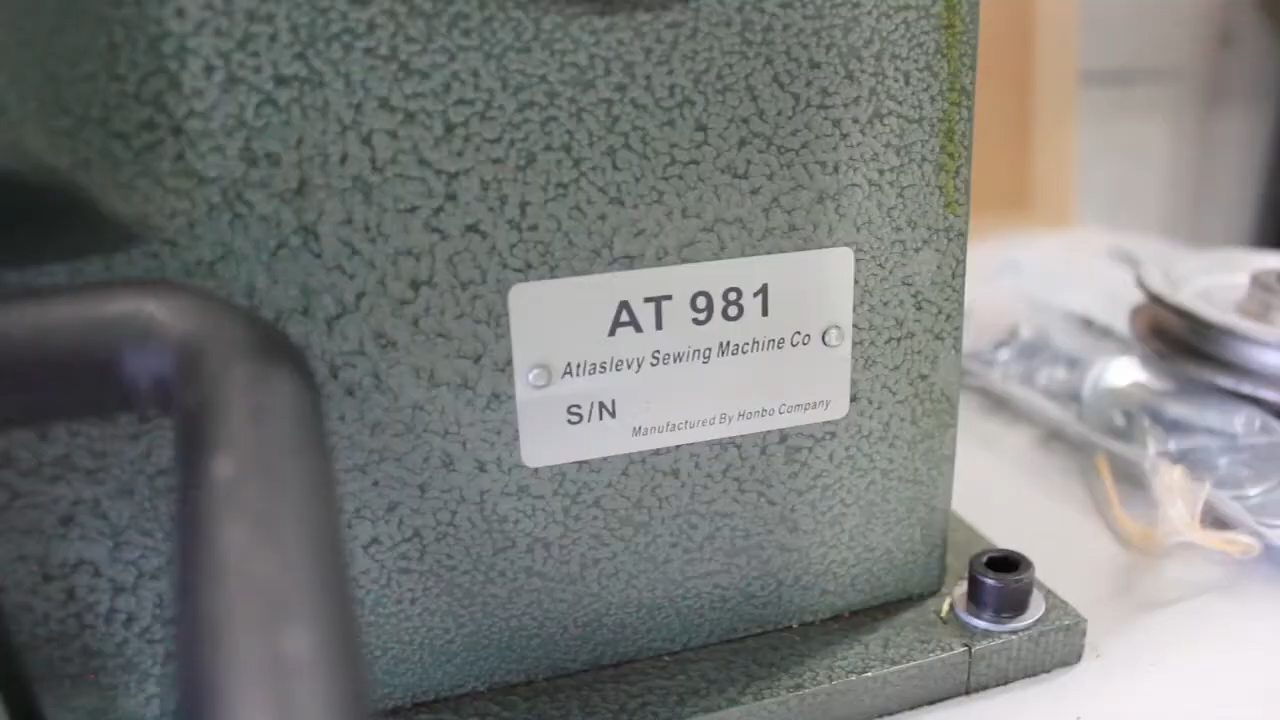 AT 981
Atlaslevy Sewing Machine Co
S/N
Manufactured By Honbo Company